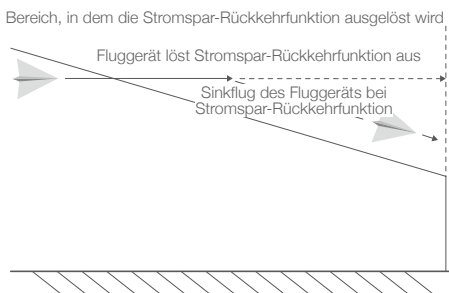 Bereich, in dem die Stromspar-Rückkehrfunktion ausgelöst wird
Fluggerät löst Stromspar-Rückkehrfunktion aus
Sinkflug des Fluggeräts bei
Stromspar-Rückkehrfunktion